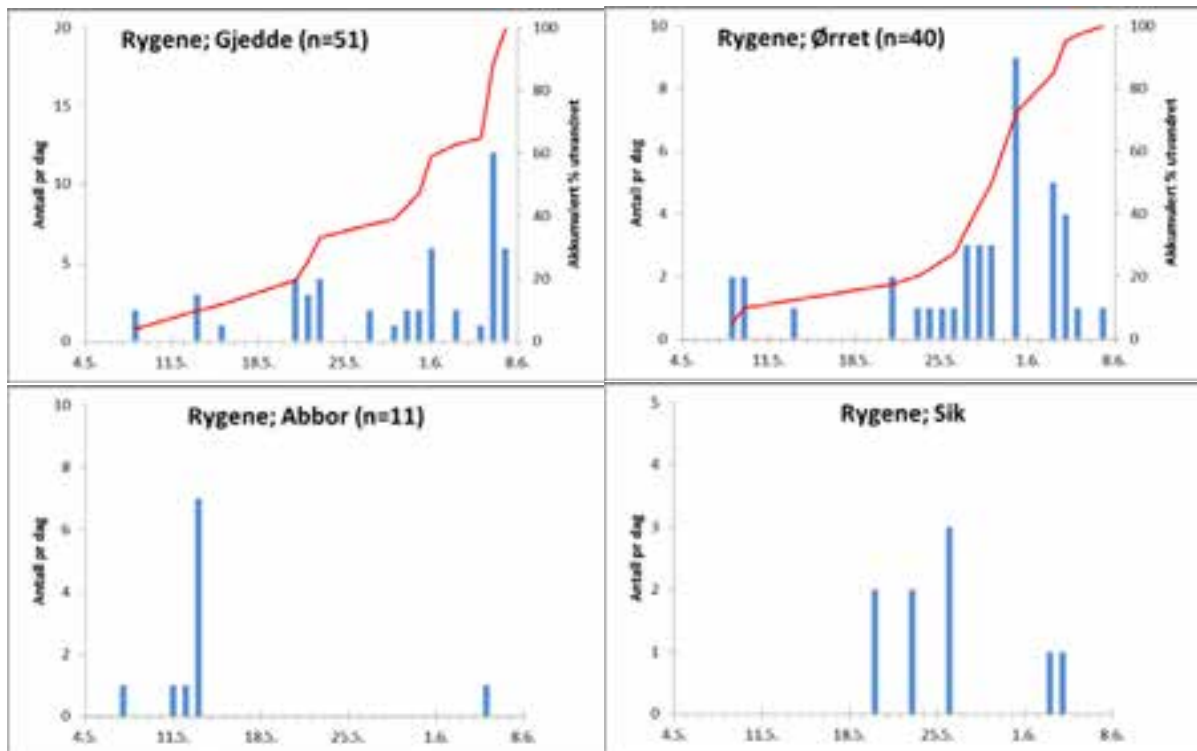 Rygene; Gjedde (n=51)
Antall pr dag
20
15
10
5
0
4.5. 11.5. 18.5. 25.5. 1.6. 8.6.
100
80
60
40
20
0
Akkumulert % utvandret
Rygene; Ørret (n=40)
Antall pr dag
10
8
6
4
2
0
4.5. 11.5. 18.5. 25.5. 1.6. 8.6.
100
80
60
40
20
0
Akkumulert % utvandret
Rygene; Abbor (n=11)
Antall pr dag
10
8
6
4
2
0
4.5. 11.5. 18.5. 25.5. 1.6. 8.6.
Rygene; Sik
Antall pr dag
5
4
3
2
1
0
4.5. 11.5. 18.5. 25.5. 1.6. 8.6.